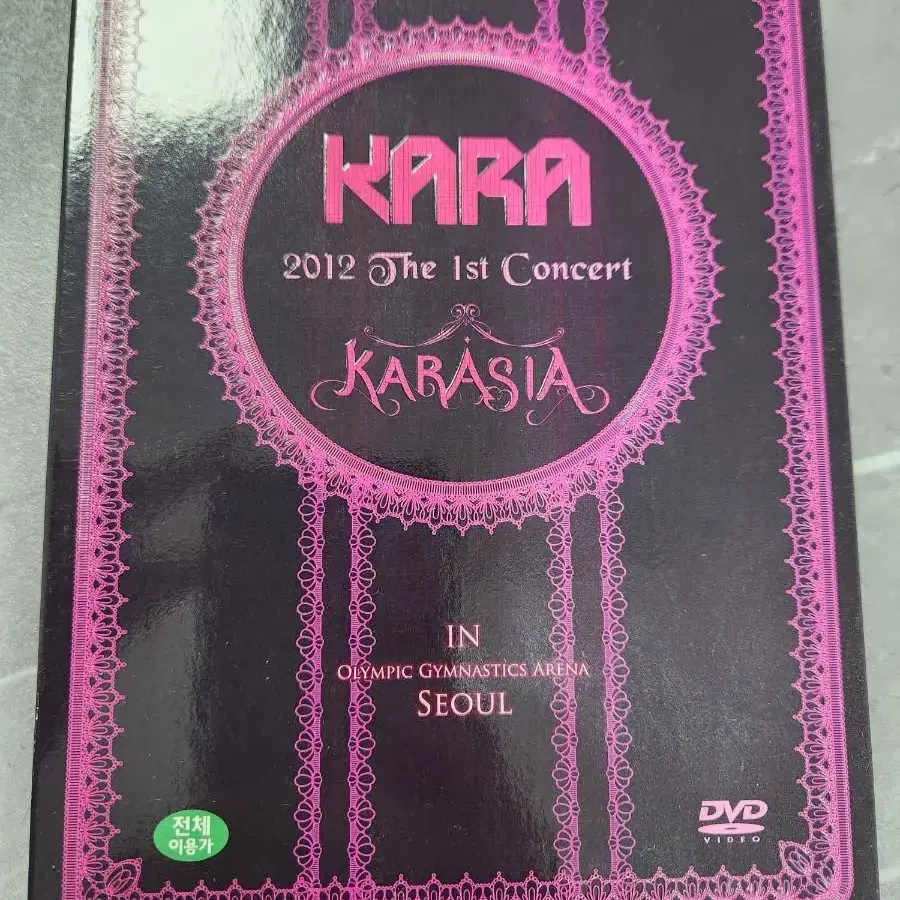 KARA
2012 The 1st Concert
KARASIA
IN
OLYMPIC GYMNASTICS ARENA
SEOUL
전체
이용가
DVD
VIDEO